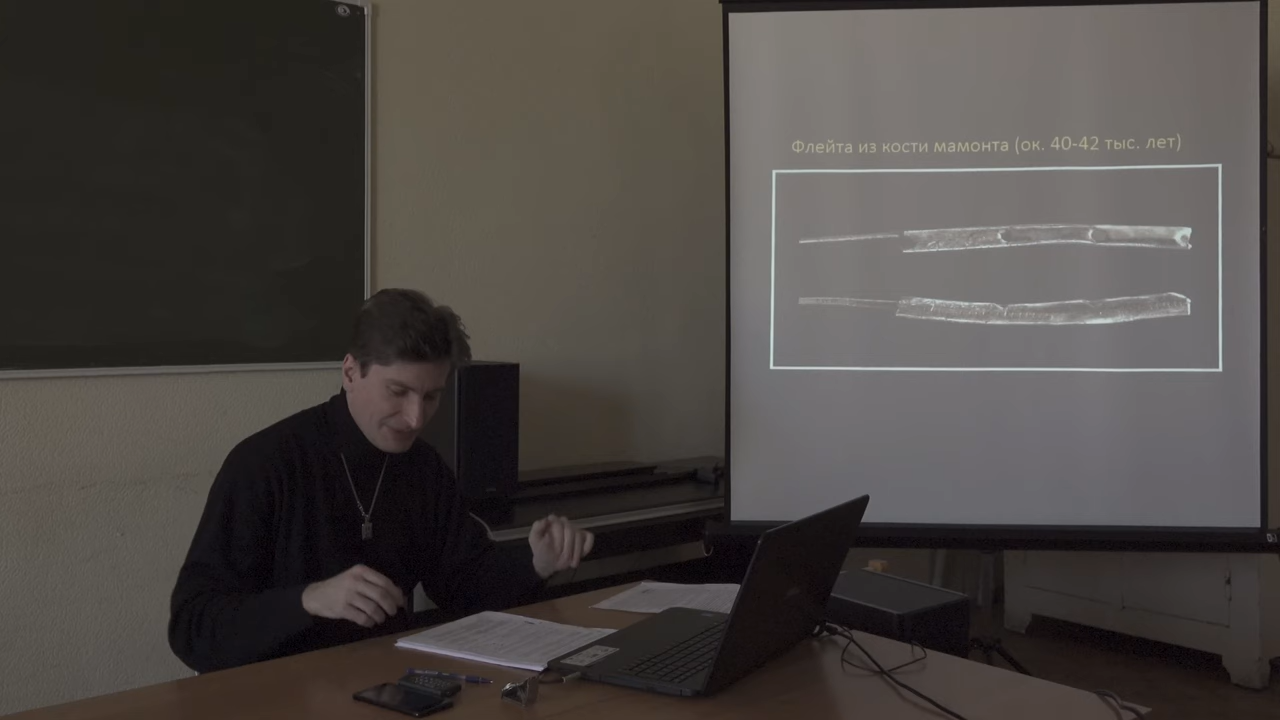 Флейта из кости мамонта (ок. 40-42 тыс. лет)